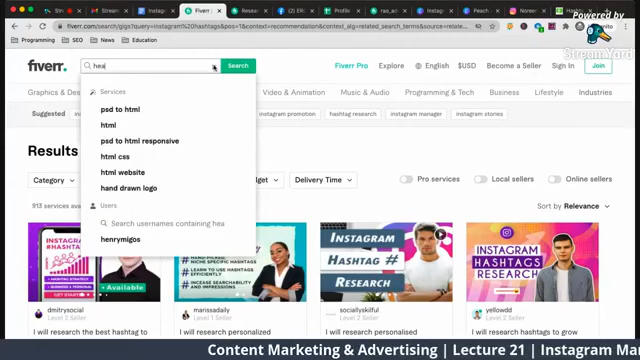 Powered by
Stream Yard
fiverr.com/search/gigs?query=instagram%20hashtags&pos=1&context=recommendation&context_alg=related_search_terms&source=relate...
Programming
SEO
News
Education
fiverr.
hea
Search
Fiverr Pro
Explore
English
$USD
Become a Seller
Sign In
Join
Graphics & Des
Video & Animation
Music & Audio
Programming & Tech
Business
Lifestyle
Industries
Suggested
instagram promotion
hashtag research
instagram manager
instagram stories
Services
psd to html
html
psd to html responsive
html css
html website
hand drawn logo
Users
Search usernames containing hea
henrymigos
Results
Category
Delivery Time
Pro services
Local sellers
Online sellers
913 services ava
Sort by Relevance
INSTAGRAM
HASHTAG #
RESEARCH
INSTAGRAM
HASHTAGS
RESEARCH
Available
dmitrysocial
Level 2 Seller
marissadaily
Level 1 Seller
sociallyskilful
Level 2 Seller
yellowdd
Level 2 Seller
I will research the best hashtag to
I will research personalized
I will research personalized
I will research hashtags to grow
Content Marketing & Advertising | Lecture 21 | Instagram Ma